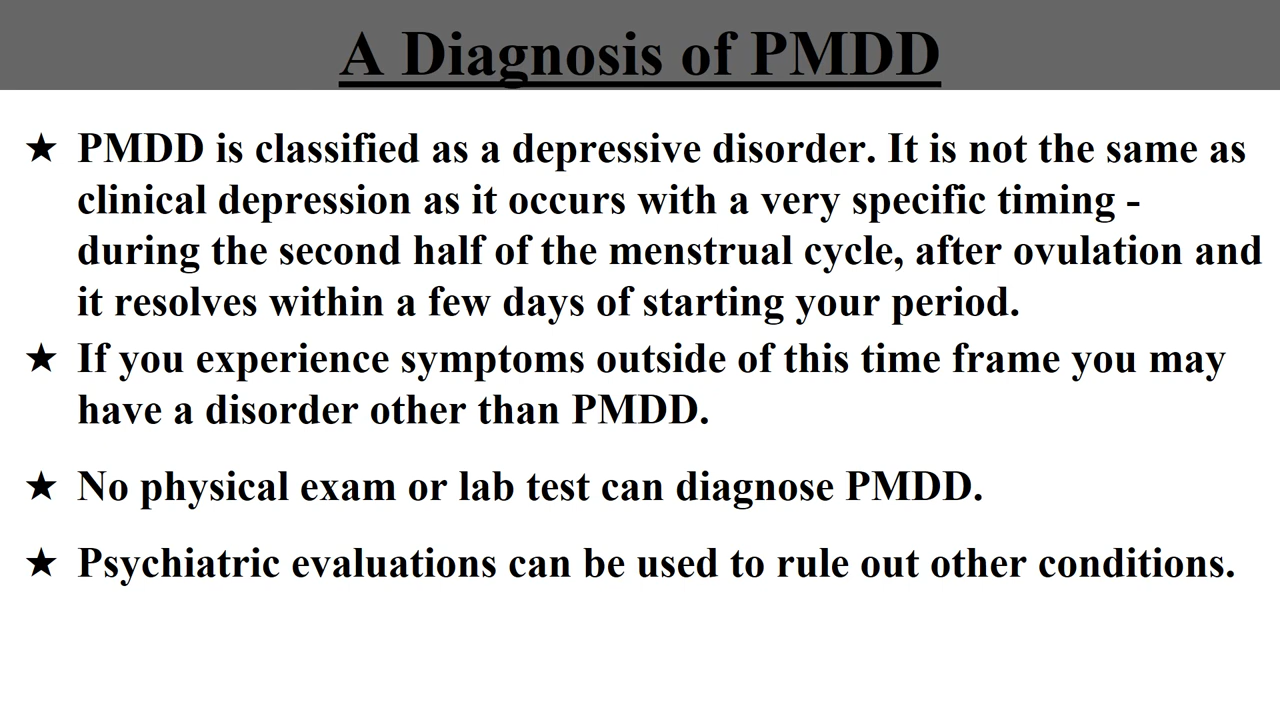 A Diagnosis of PMDD
★ PMDD is classified as a depressive disorder. It is not the same as
clinical depression as it occurs with a very specific timing -
during the second half of the menstrual cycle, after ovulation and
it resolves within a few days of starting your period.
★ If you experience symptoms outside of this time frame you may
have a disorder other than PMDD.
★ No physical exam or lab test can diagnose PMDD.
★ Psychiatric evaluations can be used to rule out other conditions.